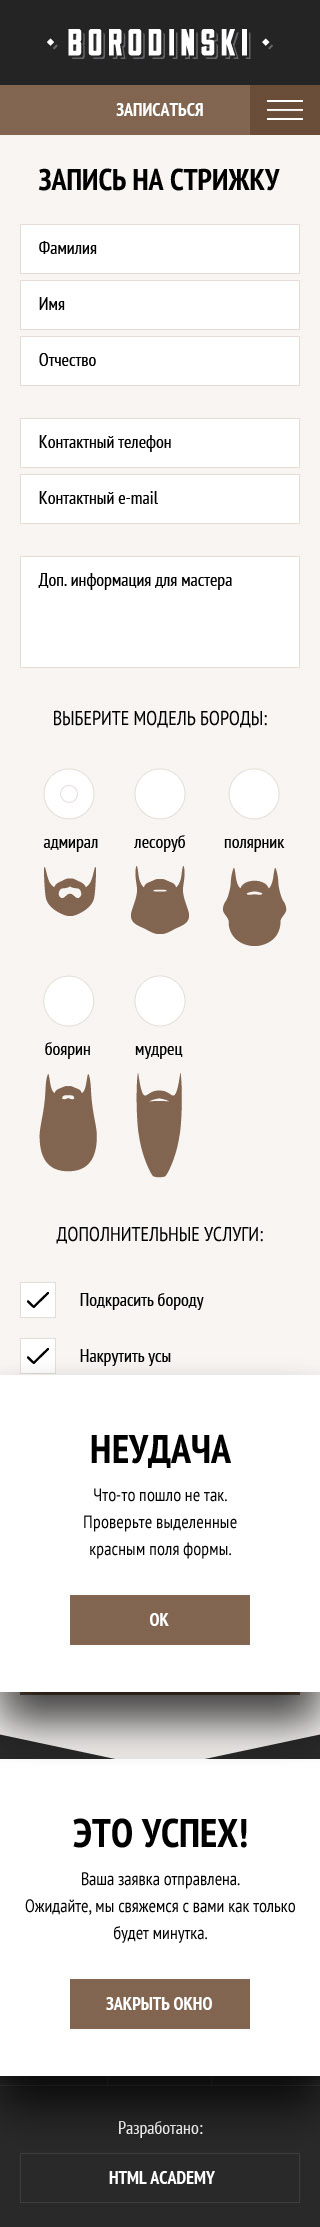 BORODINSKI
ЗАПИСАТЬСЯ
ЗАПИСЬ НА СТРИЖКУ
Фамилия
Имя
Отчество
Контактный телефон
Контактный e-mail
Доп. информация для мастера
ВЫБЕРИТЕ МОДЕЛЬ БОРОДЫ:
адмирал лесоруб полярник
боярин мудрец
ДОПОЛНИТЕЛЬНЫЕ УСЛУГИ:
Подкрасить бороду
Накрутить усы
НЕУДАЧА
Что-то пошло не так.
Проверьте выделенные
красным поля формы.
ОК
ЭТО УСПЕХ!
Ваша заявка отправлена.
Ожидайте, мы свяжемся с вами как только
будет минутка.
ЗАКРЫТЬ ОКНО
Разработано:
HTML ACADEMY